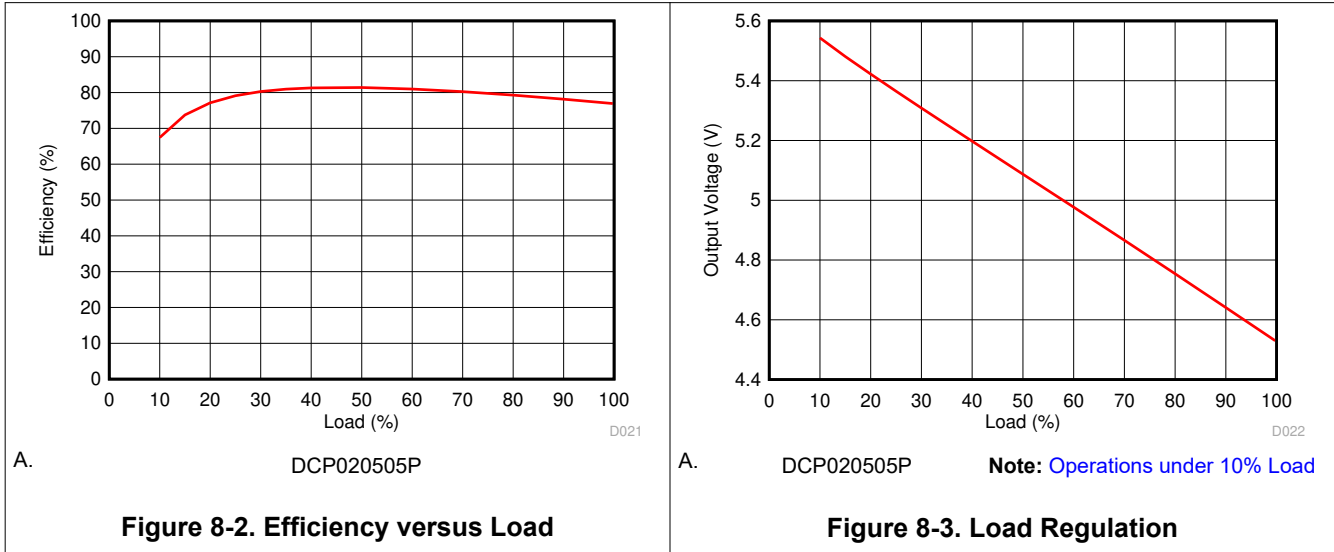 100
90
80
70
60
50
40
30
20
10
0
Efficiency (%)
0 10 20 30 40 50 60 70 80 90 100
Load (%)
D021
A. DCP020505P
Figure 8-2. Efficiency versus Load
5.6
5.4
5.2
5
4.8
4.6
4.4
Output Voltage (V)
0 10 20 30 40 50 60 70 80 90 100
Load (%)
D022
A. DCP020505P Note: Operations under 10% Load
Figure 8-3. Load Regulation